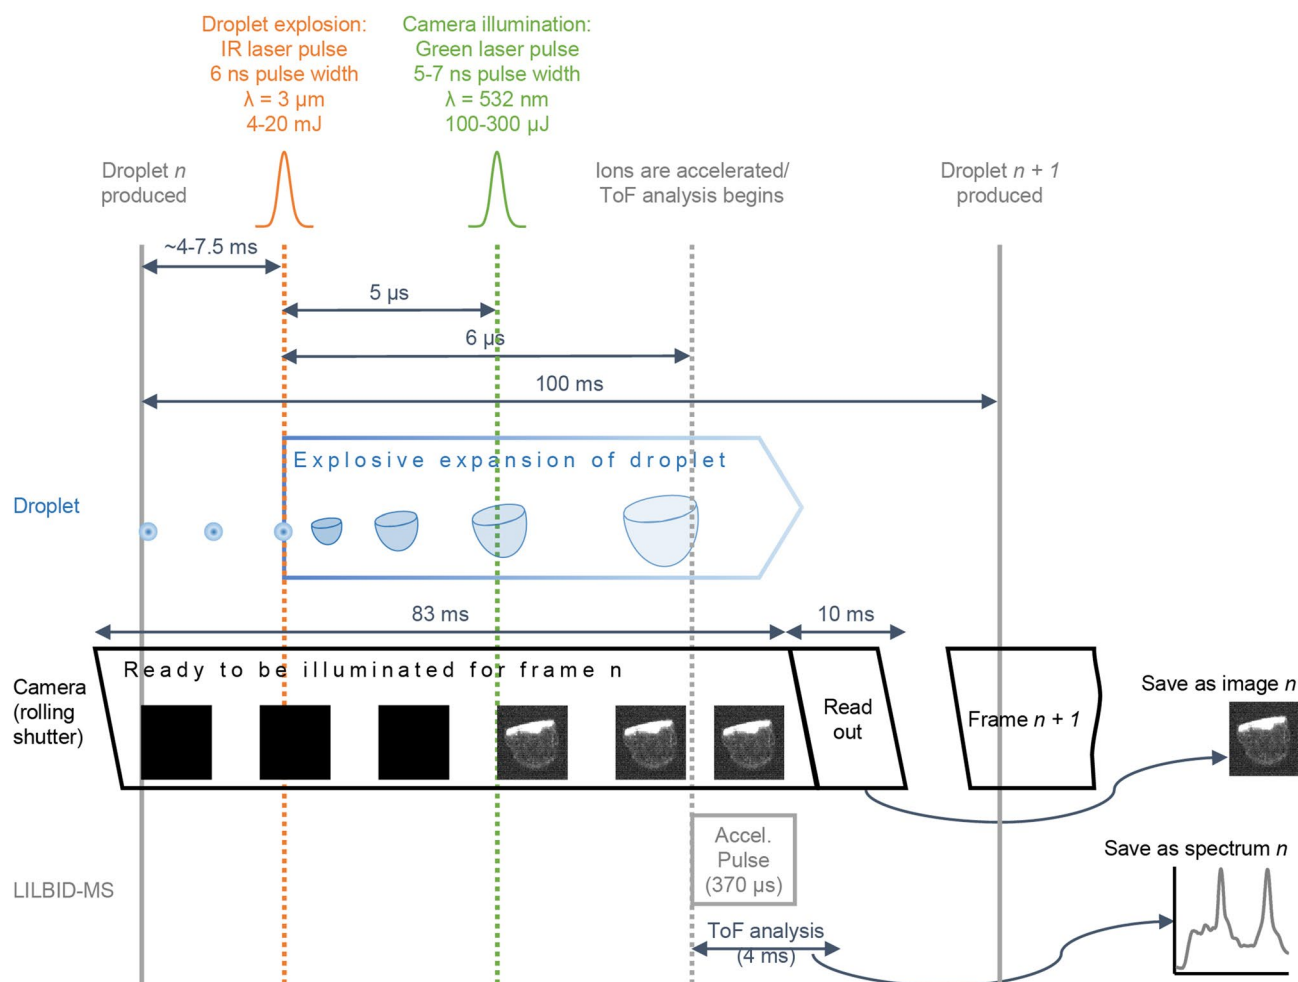 Droplet explosion:
IR laser pulse
6 ns pulse width
λ = 3 µm
4-20 mJ
Camera illumination:
Green laser pulse
5-7 ns pulse width
λ = 532 nm
100-300 µJ
Droplet n
produced
Ions are accelerated/
ToF analysis begins
Droplet n + 1
produced
~4-7.5 ms
5 µs
6 µs
100 ms
Explosive expansion of droplet
Droplet
83 ms
10 ms
Ready to be illuminated for frame n
Camera
(rolling
shutter)
Read
out
Frame n + 1
Save as image n
Accel.
Pulse
(370 µs)
LILBID-MS
ToF analysis
(4 ms)
Save as spectrum n